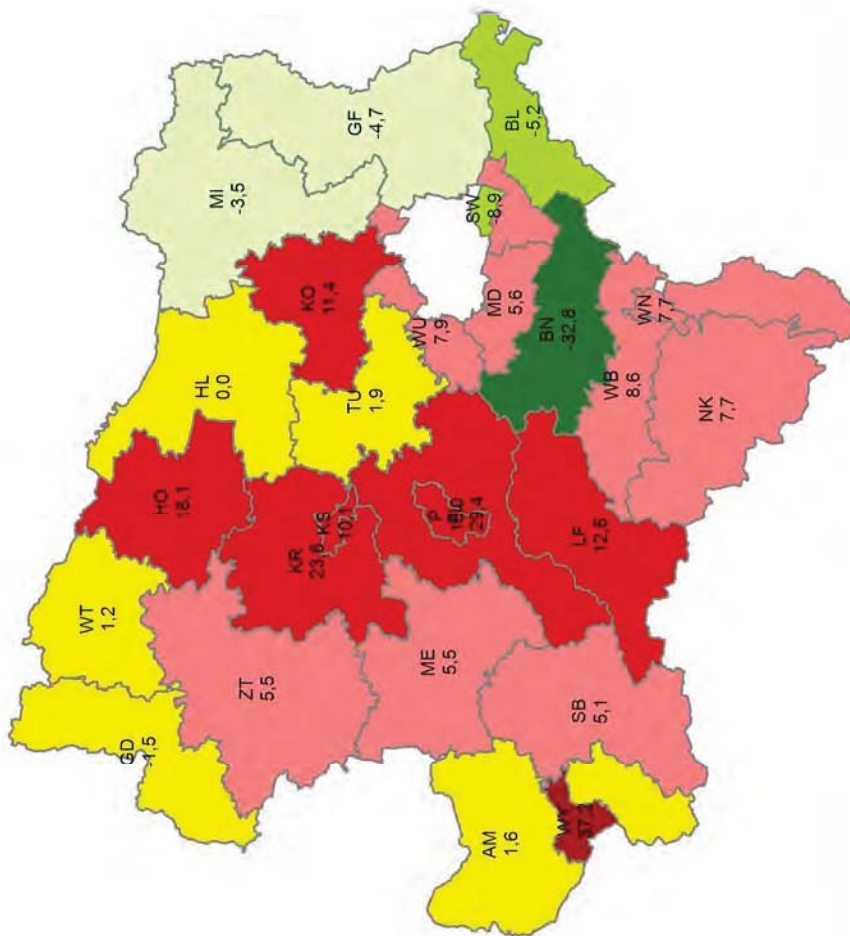 WT
1,2
GD
-1,5
HO
18,1
HL
0,0
MI
-3,5
ZT
5,5
KR
23,6
KO
11,4
KS
10,1
TU
1,9
GF
-4,7
WU
7,9
ME
5,5
P
29,4
SW
-8,9
AM
1,6
MD
5,6
BL
-5,2
BN
-32,8
WY
37,2
SB
5,1
LF
12,6
WB
8,6
WN
7,7
NK
7,7